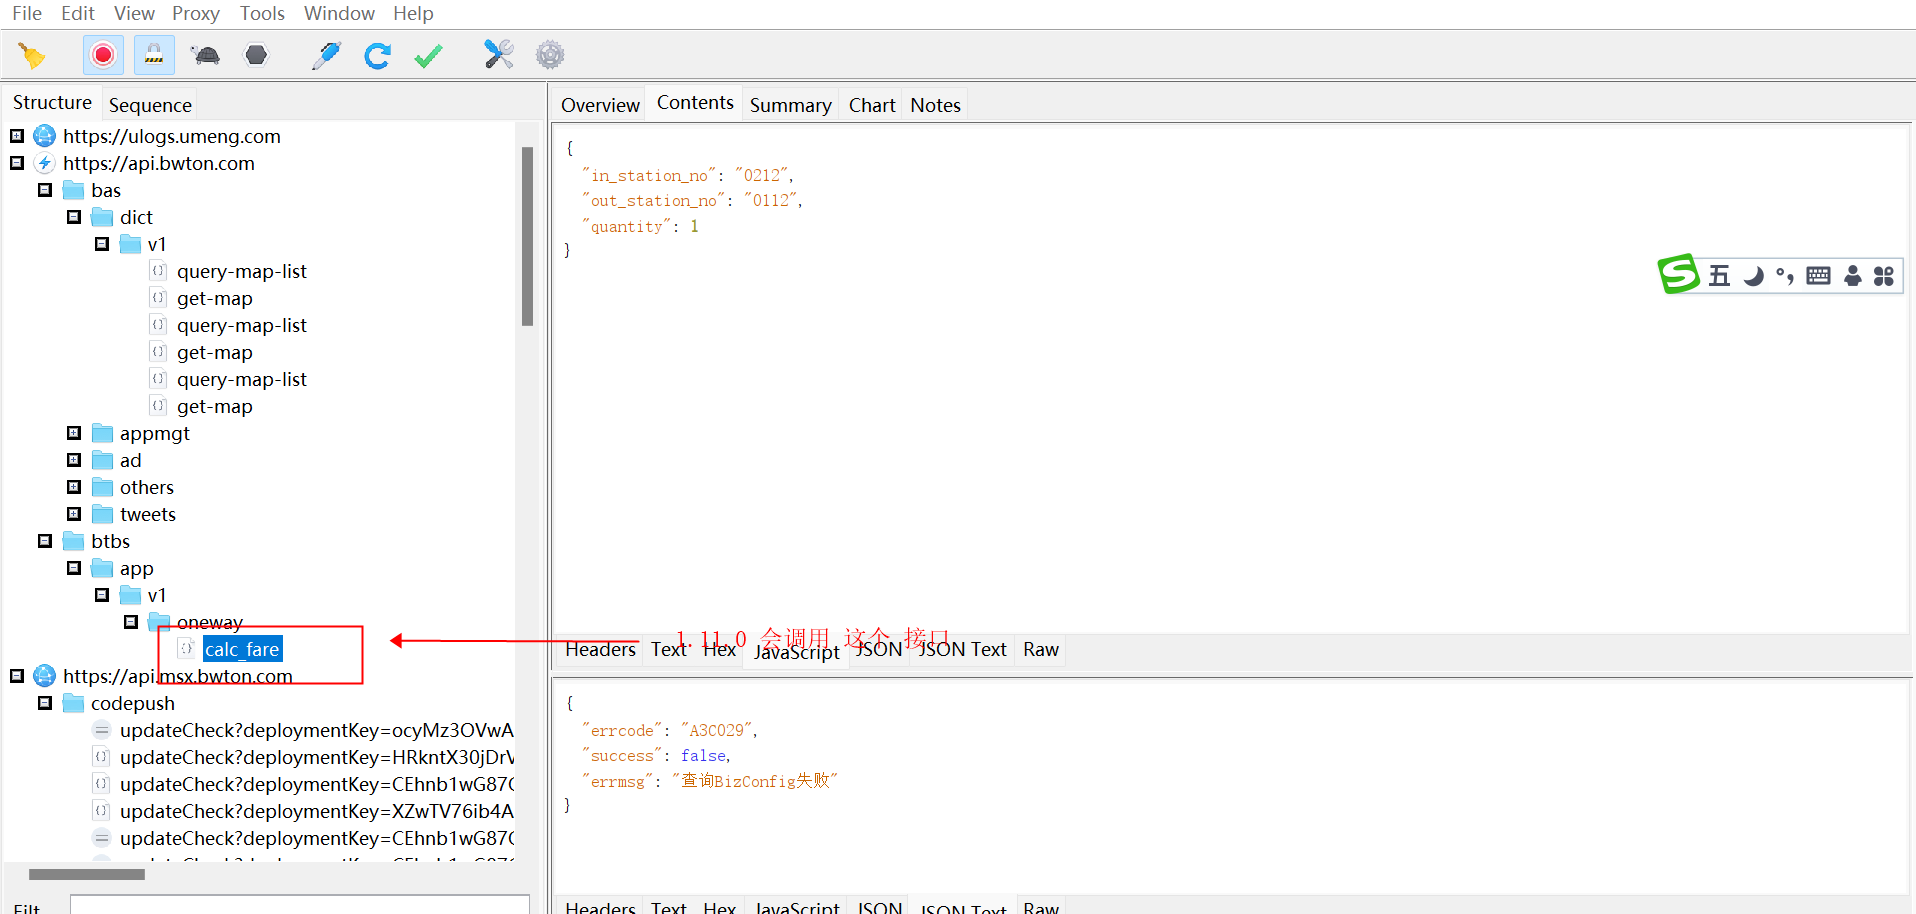 File Edit View Proxy Tools Window Help
Structure Sequence
https://ulogs.umeng.com
https://api.bwton.com
bas
dict
v1
query-map-list
get-map
query-map-list
get-map
query-map-list
get-map
appmgt
ad
others
tweets
btbs
app
v1
oneway
calc_fare
https://api.msx.bwton.com
codepush
updateCheck?deploymentKey=ocyMz3OVwA
updateCheck?deploymentKey=HRkntX30jDrV
updateCheck?deploymentKey=CEhnb1wG87C
updateCheck?deploymentKey=XZwTV76ib4A
updateCheck?deploymentKey=CEhnb1wG87C
Overview Contents Summary Chart Notes
{
"in_station_no": "0212",
"out_station_no": "0112",
"quantity": 1
}
五
1.11.0 会调用 这个 接口
Headers Text Hex JavaScript JSON JSON Text Raw
{
"errcode": "A3C029",
"success": false,
"errmsg": "查询BizConfig失败"
}
Headers Text Hex JavaScript JSON JSON Text Raw